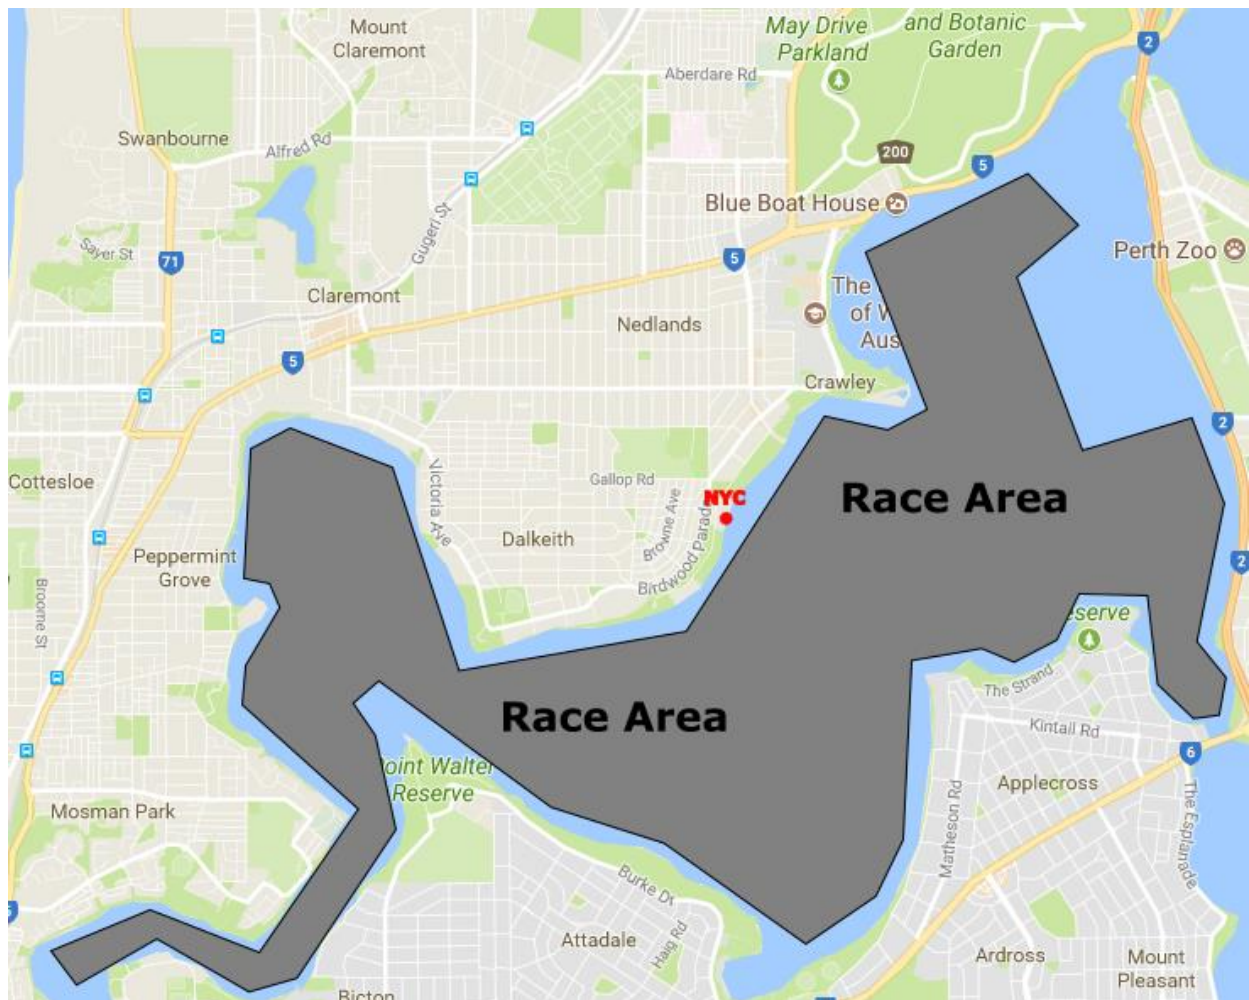 Mount
Claremont
May Drive
Parkland
and Botanic
Garden
2
Aberdare Rd
Swanbourne
Alfred Rd
200
5
Blue Boat House
Gugeri St
Sayer St
71
5
Perth Zoo
The
of W
Aus
Claremont
Nedlands
5
Crawley
2
Cottesloe
Victoria Ave
Gallop Rd
NYC
Race Area
Browne Ave
Birdwood Parad
Dalkeith
Peppermint
Grove
2
Broome St
eserve
The Strand
Race Area
Kintail Rd
6
oint Walter
Reserve
Applecross
Mosman Park
Matheson Rd
The Esplanade
Burke Dr
Attadale
Haig Rd
Ardross
Mount
Pleasant
Bicton